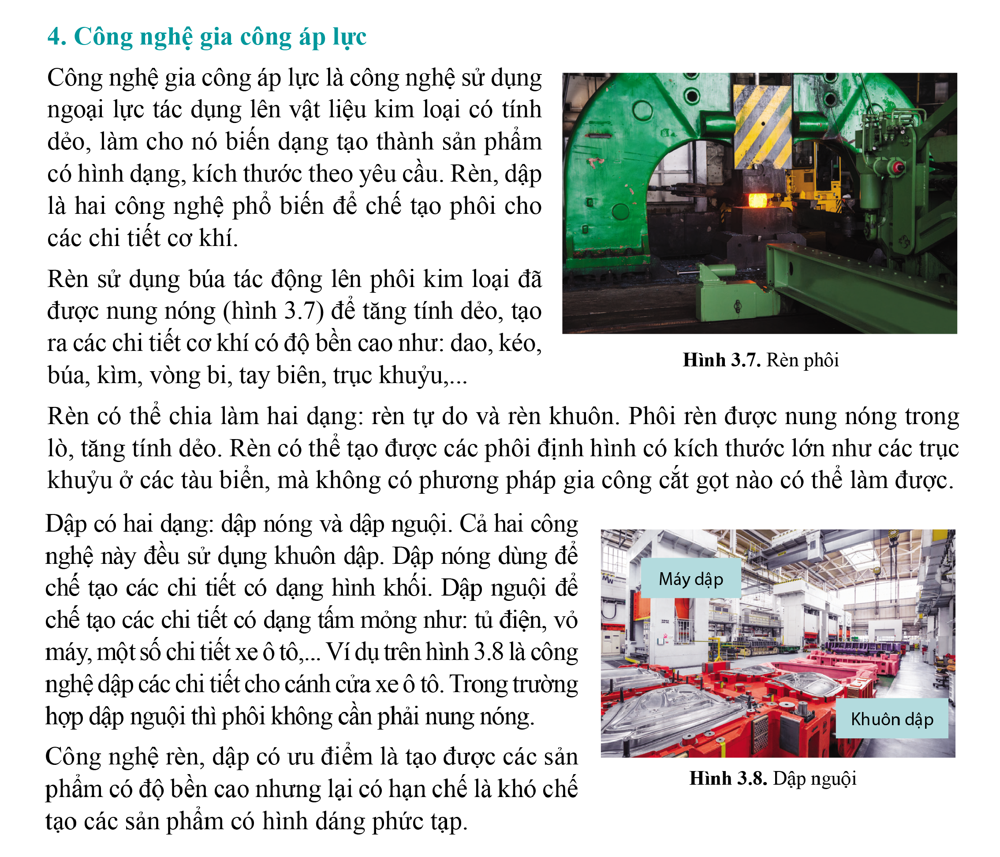 4. Công nghệ gia công áp lực
Công nghệ gia công áp lực là công nghệ sử dụng
ngoại lực tác dụng lên vật liệu kim loại có tính
dẻo, làm cho nó biến dạng tạo thành sản phẩm
có hình dạng, kích thước theo yêu cầu. Rèn, dập
là hai công nghệ phổ biến để chế tạo phôi cho
các chi tiết cơ khí.
Rèn sử dụng búa tác động lên phôi kim loại đã
được nung nóng (hình 3.7) để tăng tính dẻo, tạo
ra các chi tiết cơ khí có độ bền cao như: dao, kéo,
búa, kìm, vòng bi, tay biên, trục khuỷu,...
Hình 3.7. Rèn phôi
Rèn có thể chia làm hai dạng: rèn tự do và rèn khuôn. Phôi rèn được nung nóng trong
lò, tăng tính dẻo. Rèn có thể tạo được các phôi định hình có kích thước lớn như các trục
khuỷu ở các tàu biển, mà không có phương pháp gia công cắt gọt nào có thể làm được.
Dập có hai dạng: dập nóng và dập nguội. Cả hai công
nghệ này đều sử dụng khuôn dập. Dập nóng dùng để
chế tạo các chi tiết có dạng hình khối. Dập nguội để
chế tạo các chi tiết có dạng tấm mỏng như: tủ điện, vỏ
máy, một số chi tiết xe ô tô,... Ví dụ trên hình 3.8 là công
nghệ dập các chi tiết cho cánh cửa xe ô tô. Trong trường
hợp dập nguội thì phôi không cần phải nung nóng.
Công nghệ rèn, dập có ưu điểm là tạo được các sản
phẩm có độ bền cao nhưng lại có hạn chế là khó chế
tạo các sản phẩm có hình dáng phức tạp.
Máy dập
MW
Khuôn dập
Hình 3.8. Dập nguội